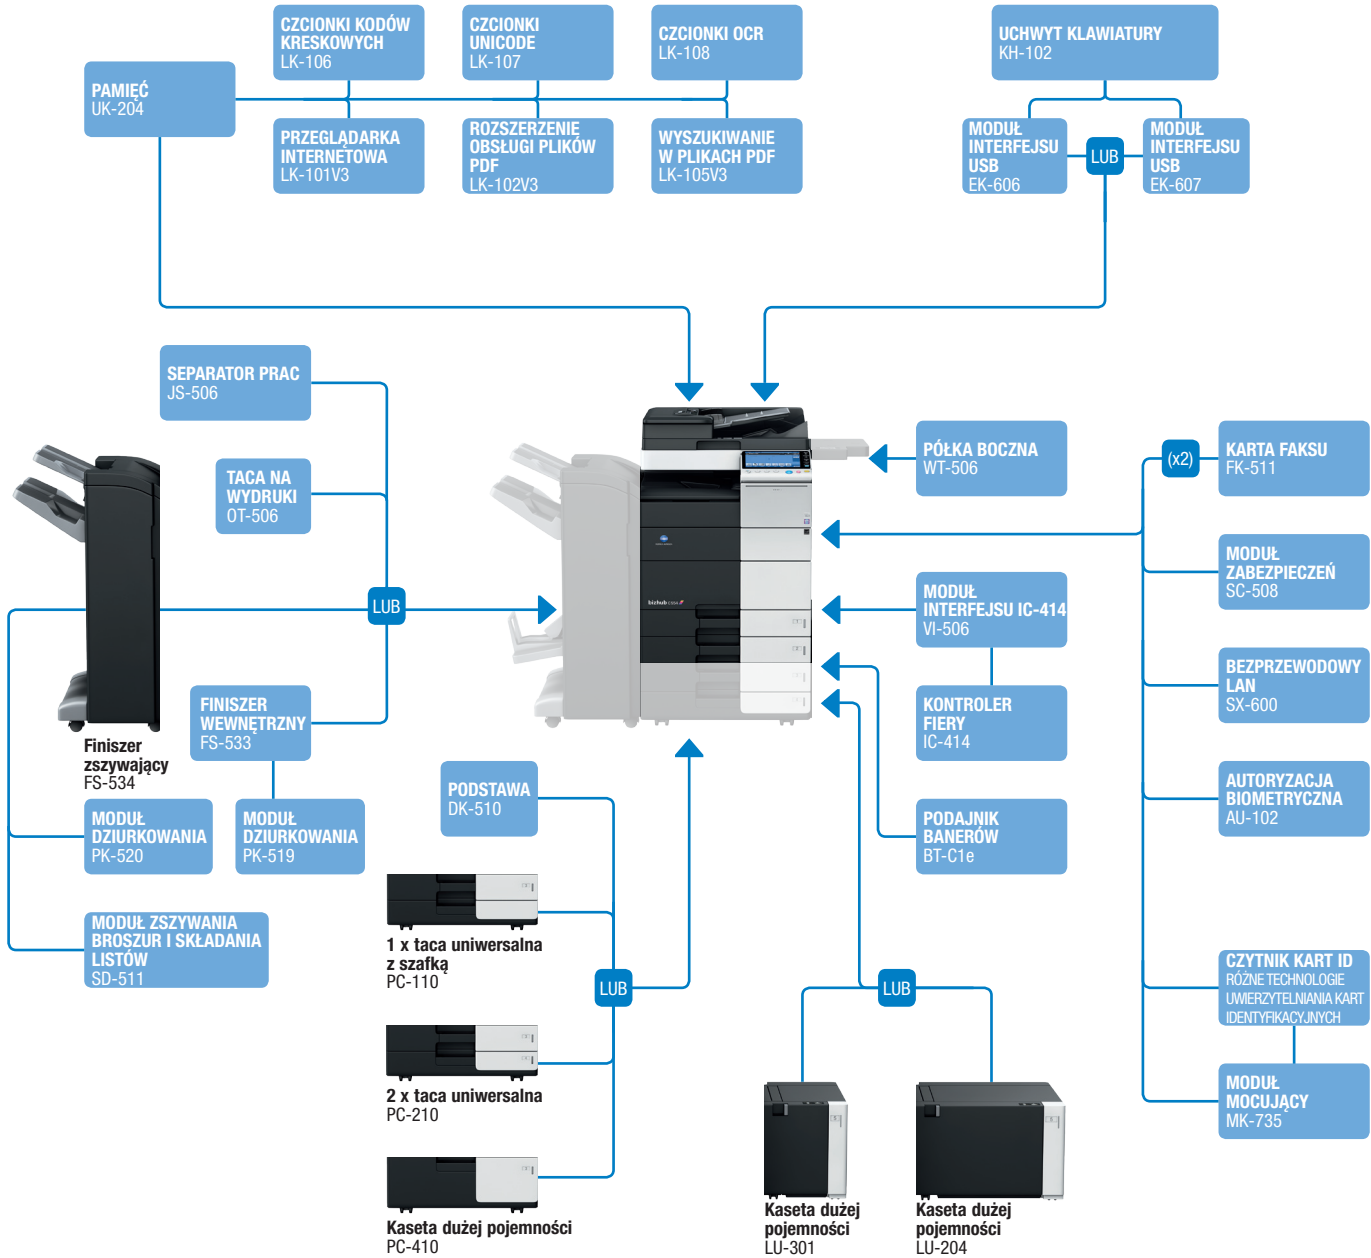 CZCIONKI KODÓW
KRESKOWYCH
LK-106
CZCIONKI
UNICODE
LK-107
CZCIONKI OCR
LK-108
UCHWYT KLAWIATURY
KH-102
PAMIĘĆ
UK-204
PRZEGLĄDARKA
INTERNETOWA
LK-101V3
ROZSZERZENIE
OBSŁUGI PLIKÓW
PDF
LK-102V3
WYSZUKIWANIE
W PLIKACH PDF
LK-105V3
MODUŁ
INTERFEJSU
USB
EK-606
LUB
MODUŁ
INTERFEJSU
USB
EK-607
SEPARATOR PRAC
JS-506
TACA NA
WYDRUKI
OT-506
LUB
FINISZER
WEWNĘTRZNY
FS-533
Finiszer
zszywający
FS-534
MODUŁ
DZIURKOWANIA
PK-520
MODUŁ
DZIURKOWANIA
PK-519
MODUŁ ZSZYWANIA
BROSZUR I SKŁADANIA
LISTÓW
SD-511
bizhub C554
PÓŁKA BOCZNA
WT-506
(x2)
KARTA FAKSU
FK-511
MODUŁ
ZABEZPIECZEŃ
SC-508
MODUŁ
INTERFEJSU IC-414
VI-506
BEZPRZEWODOWY
LAN
SX-600
KONTROLER
FIERY
IC-414
AUTORYZACJA
BIOMETRYCZNA
AU-102
PODAJNIK
BANERÓW
BT-C1e
PODSTAWA
DK-510
1 x taca uniwersalna
z szafką
PC-110
LUB
2 x taca uniwersalna
PC-210
Kaseta dużej pojemności
PC-410
LUB
Kaseta dużej
pojemności
LU-301
Kaseta dużej
pojemności
LU-204
CZYTNIK KART ID
RÓŻNE TECHNOLOGIE
UWIERZYTELNIANIA KART
IDENTYFIKACYJNYCH
MODUŁ
MOCUJĄCY
MK-735